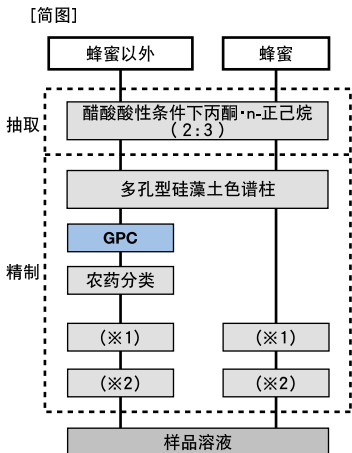 [简图]
蜂蜜以外
蜂蜜
抽取
醋酸酸性条件下丙酮･n-正己烷
(2:3)
多孔型硅藻土色谱柱
GPC
精制
农药分类
(※1)
(※1)
(※2)
(※2)
样品溶液